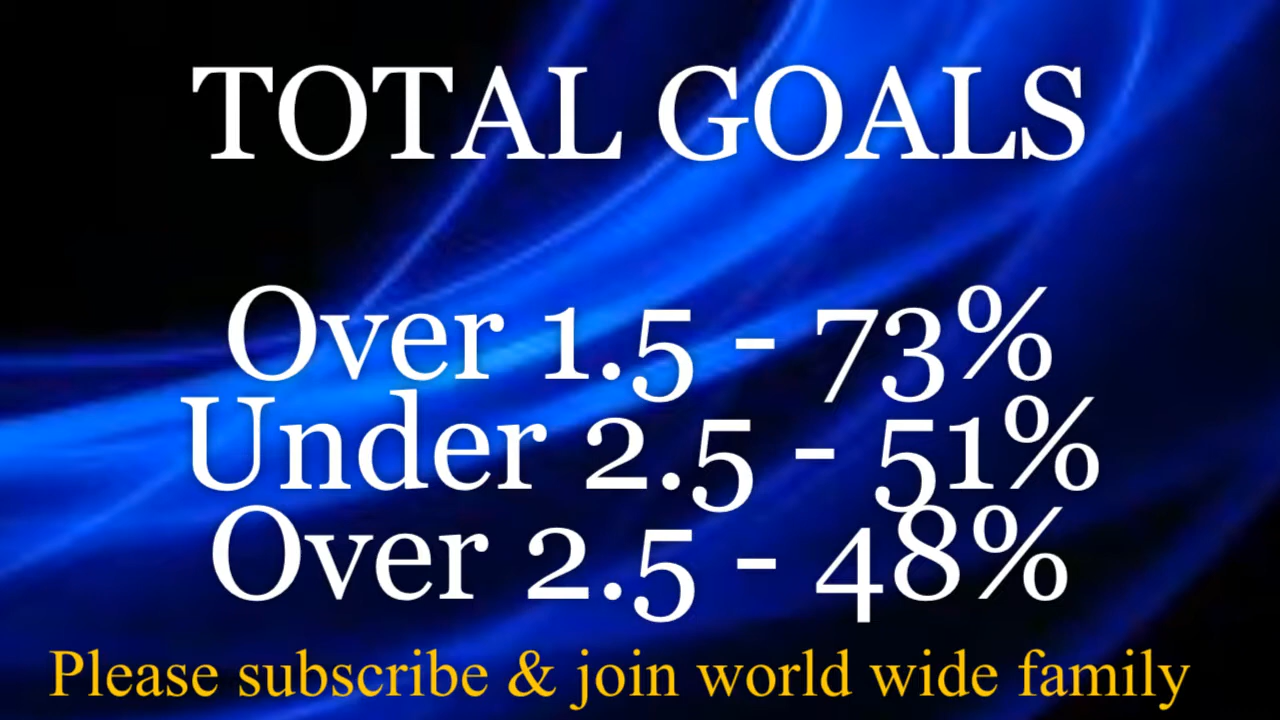 TOTAL GOALS
Over 1.5 - 73%
Under 2.5 - 51%
Over 2.5 - 48%
Please subscribe & join world wide family